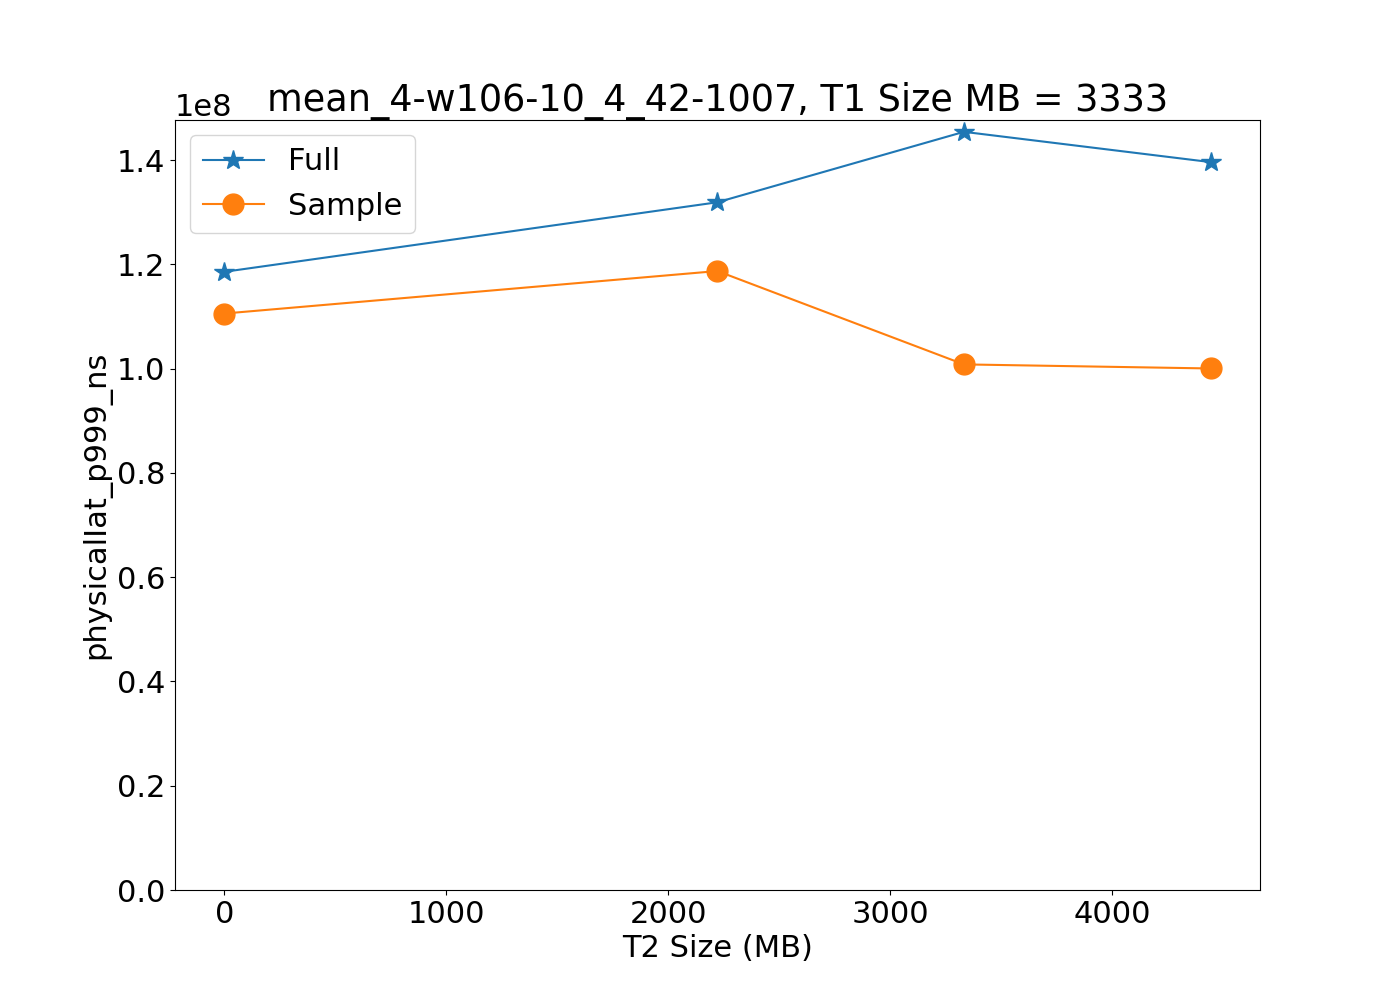 mean_4-w106-10_4_42-1007, T1 Size MB = 3333
1e8
Full
Sample
1.4
1.2
1.0
0.8
0.6
0.4
0.2
0.0
physicallat_p999_ns
0 1000 2000 3000 4000
T2 Size (MB)